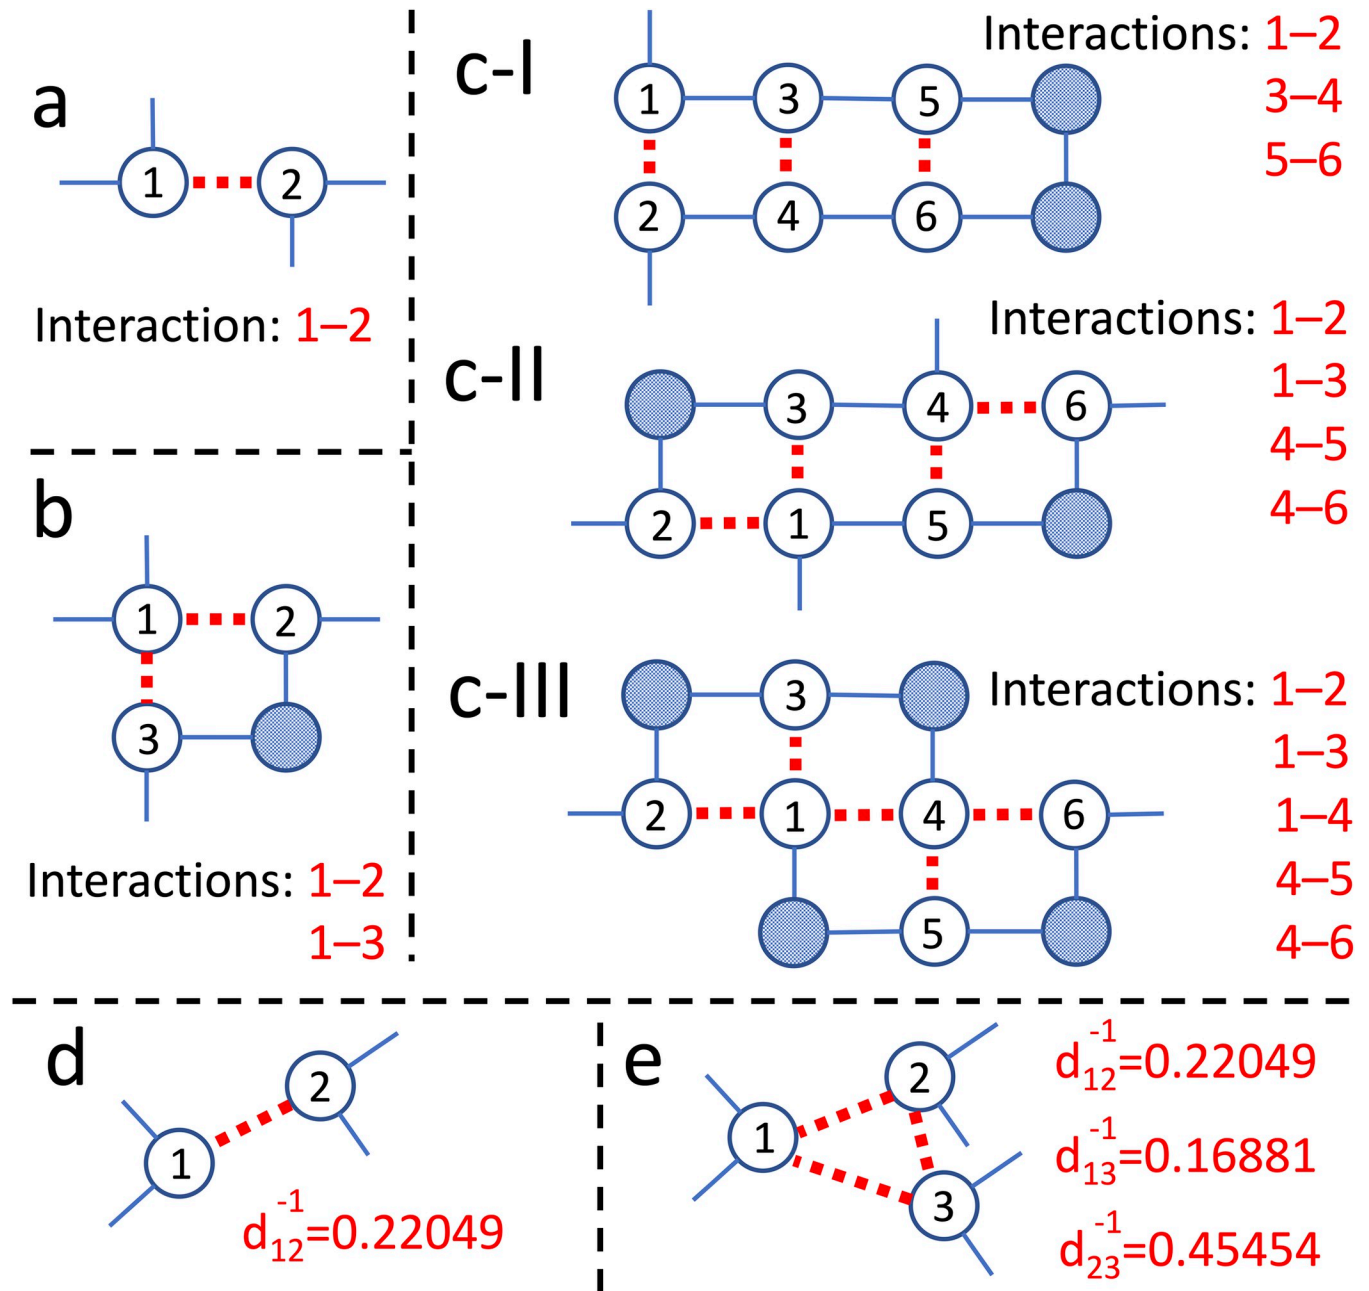 a
1
2
Interaction: 1–2
b
1
2
3
Interactions: 1–2
1–3
c-I
Interactions: 1–2
3–4
5–6
1
3
5
2
4
6
c-II
Interactions: 1–2
1–3
4–5
4–6
3
4
6
2
1
5
c-III
Interactions: 1–2
1–3
1–4
4–5
4–6
3
2
1
4
6
5
d
2
1
d₁₂⁻¹=0.22049
e
1
2
3
d₁₂⁻¹=0.22049
d₁₃⁻¹=0.16881
d₂₃⁻¹=0.45454